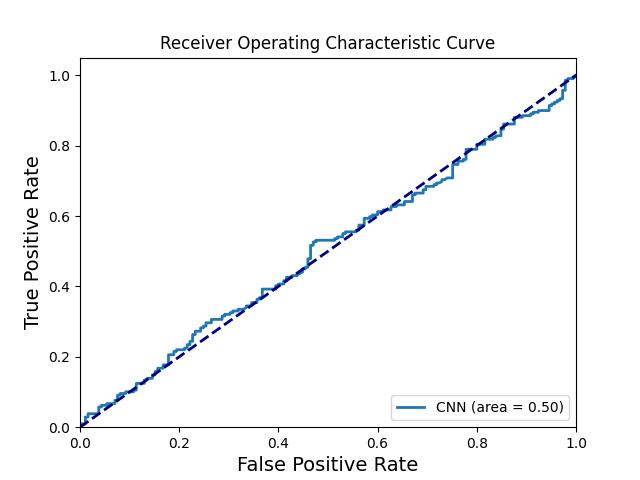 Receiver Operating Characteristic Curve
True Positive Rate
1.0
0.8
0.6
0.4
0.2
0.0
CNN (area = 0.50)
0.0 0.2 0.4 0.6 0.8 1.0
False Positive Rate